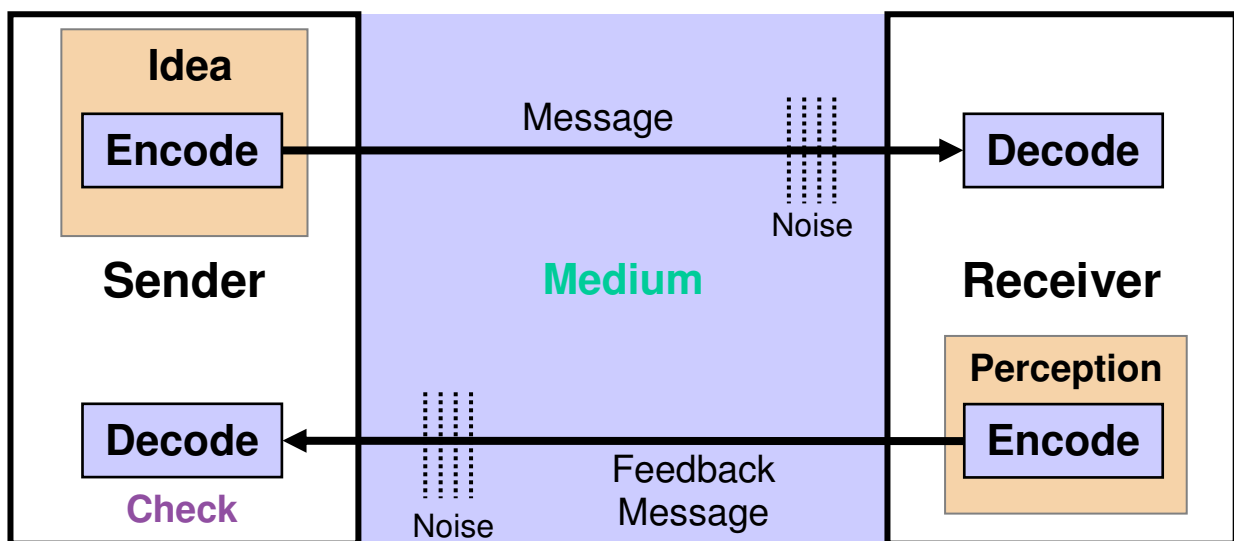 Idea
Encode
Message
Decode
Noise
Sender
Medium
Receiver
Perception
Decode
Encode
Feedback
Message
Check
Noise